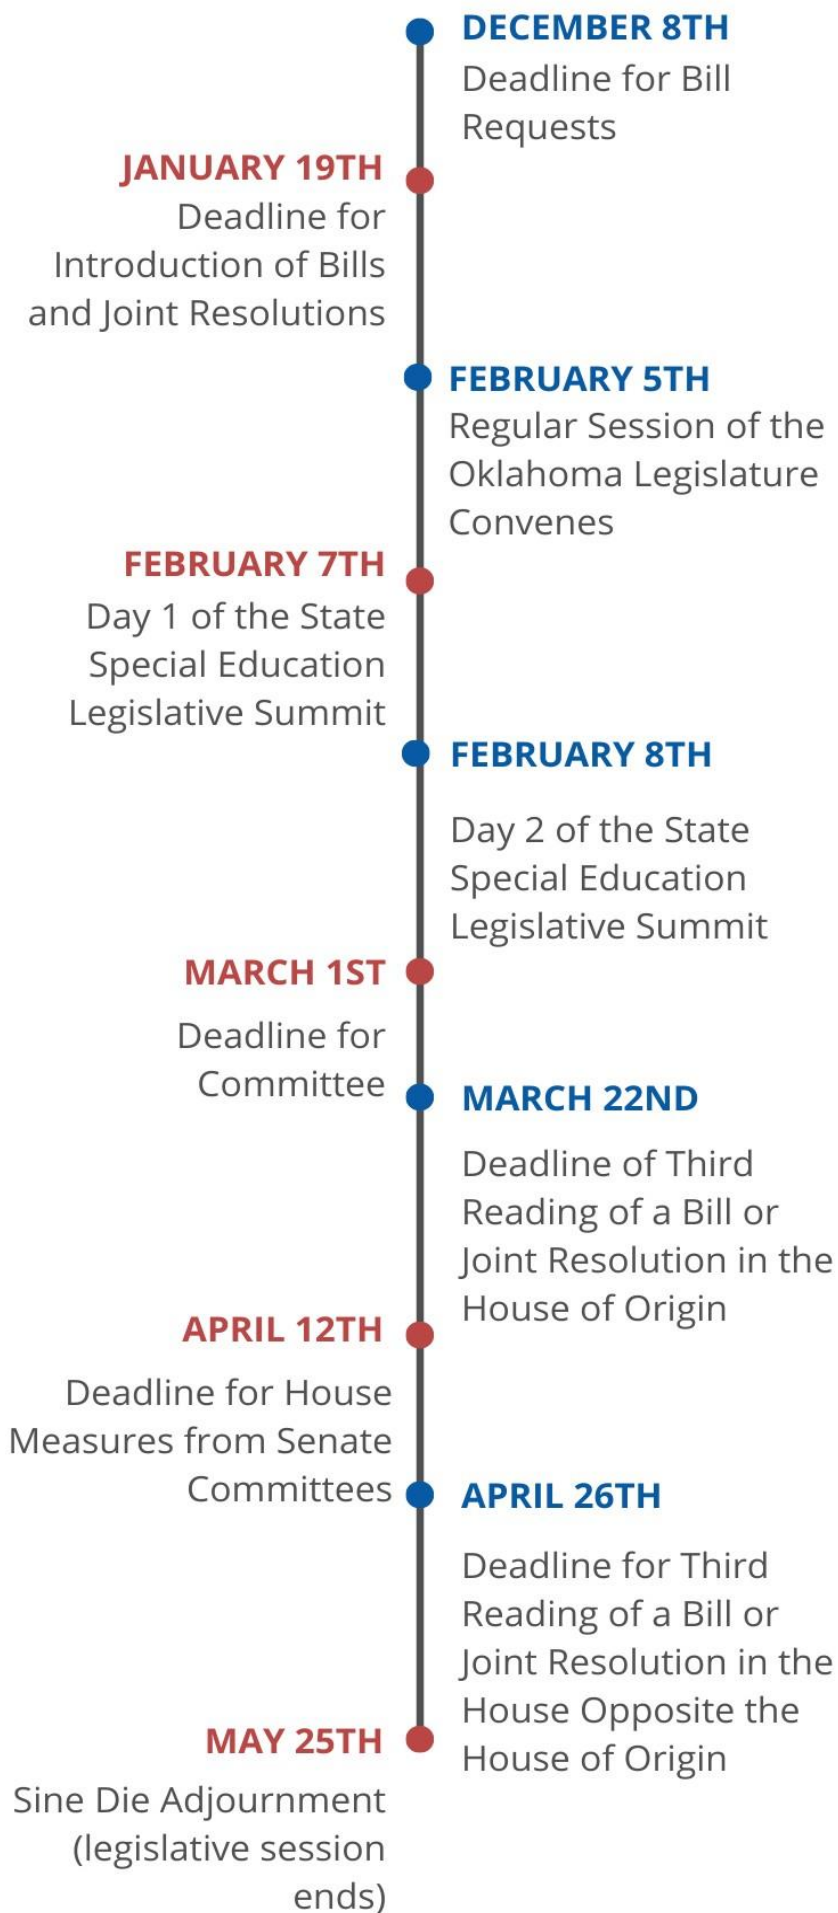 DECEMBER 8TH
Deadline for Bill
Requests
JANUARY 19TH
Deadline for
Introduction of Bills
and Joint Resolutions
FEBRUARY 5TH
Regular Session of the
Oklahoma Legislature
Convenes
FEBRUARY 7TH
Day 1 of the State
Special Education
Legislative Summit
FEBRUARY 8TH
Day 2 of the State
Special Education
Legislative Summit
MARCH 1ST
Deadline for
Committee
MARCH 22ND
Deadline of Third
Reading of a Bill or
Joint Resolution in the
House of Origin
APRIL 12TH
Deadline for House
Measures from Senate
Committees
APRIL 26TH
Deadline for Third
Reading of a Bill or
Joint Resolution in the
House Opposite the
House of Origin
MAY 25TH
Sine Die Adjournment
(legislative session
ends)